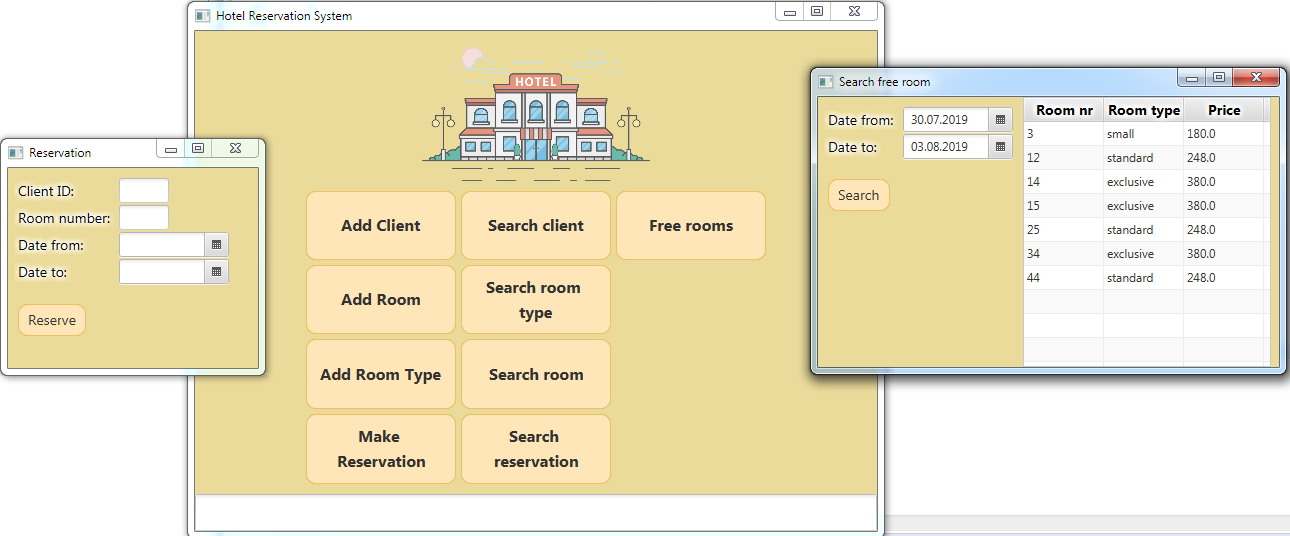 Hotel Reservation System
HOTEL
Add Client
Search client
Free rooms
Add Room
Search room
type
Add Room Type
Search room
Make
Reservation
Search
reservation
Reservation
Client ID:
Room number:
Date from:
Date to:
Reserve
Search free room
Date from: 30.07.2019
Date to: 03.08.2019
Search
Room nr Room type Price
3 small 180.0
12 standard 248.0
14 exclusive 380.0
15 exclusive 380.0
25 standard 248.0
34 exclusive 380.0
44 standard 248.0